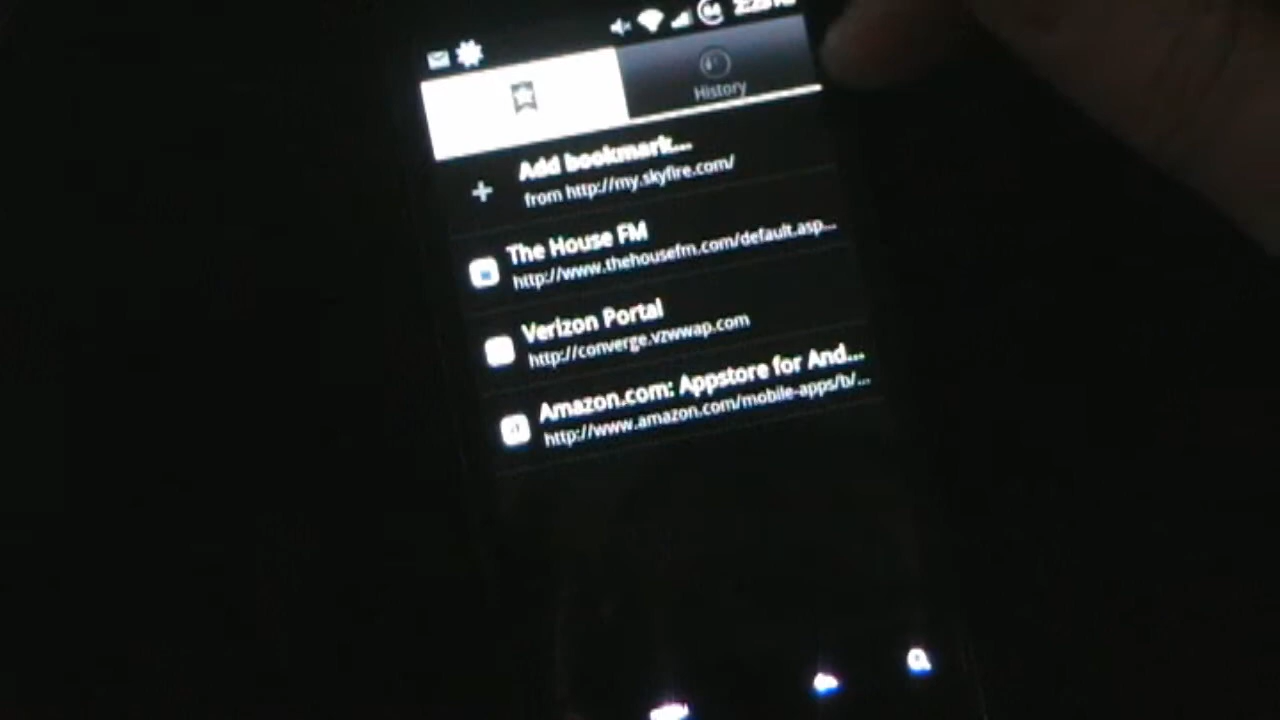 History
Add bookmark...
from http://my.skyfire.com/
The House FM
http://www.thehousefm.com/default.asp...
Verizon Portal
http://converge.vzwwap.com
Amazon.com: Appstore for And...
http://www.amazon.com/mobile-apps/b/...